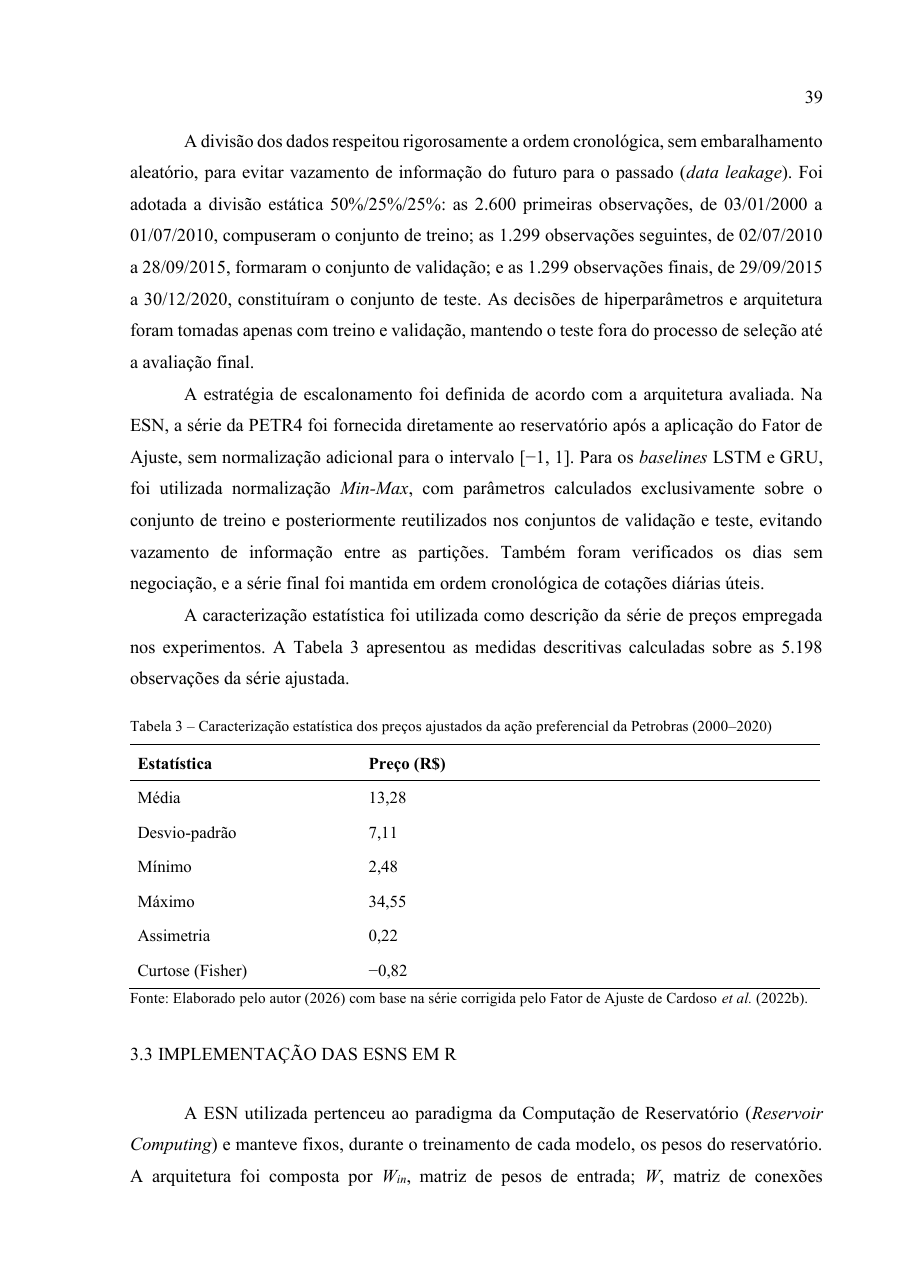 39
A divisão dos dados respeitou rigorosamente a ordem cronológica, sem embaralhamento
aleatório, para evitar vazamento de informação do futuro para o passado (data leakage). Foi
adotada a divisão estática 50%/25%/25%: as 2.600 primeiras observações, de 03/01/2000 a
01/07/2010, compuseram o conjunto de treino; as 1.299 observações seguintes, de 02/07/2010
a 28/09/2015, formaram o conjunto de validação; e as 1.299 observações finais, de 29/09/2015
a 30/12/2020, constituíram o conjunto de teste. As decisões de hiperparâmetros e arquitetura
foram tomadas apenas com treino e validação, mantendo o teste fora do processo de seleção até
a avaliação final.
A estratégia de escalonamento foi definida de acordo com a arquitetura avaliada. Na
ESN, a série da PETR4 foi fornecida diretamente ao reservatório após a aplicação do Fator de
Ajuste, sem normalização adicional para o intervalo [−1, 1]. Para os baselines LSTM e GRU,
foi utilizada normalização Min-Max, com parâmetros calculados exclusivamente sobre o
conjunto de treino e posteriormente reutilizados nos conjuntos de validação e teste, evitando
vazamento de informação entre as partições. Também foram verificados os dias sem
negociação, e a série final foi mantida em ordem cronológica de cotações diárias úteis.
A caracterização estatística foi utilizada como descrição da série de preços empregada
nos experimentos. A Tabela 3 apresentou as medidas descritivas calculadas sobre as 5.198
observações da série ajustada.
Tabela 3 – Caracterização estatística dos preços ajustados da ação preferencial da Petrobras (2000–2020)
Estatística Preço (R$)
Média 13,28
Desvio-padrão 7,11
Mínimo 2,48
Máximo 34,55
Assimetria 0,22
Curtose (Fisher) −0,82
Fonte: Elaborado pelo autor (2026) com base na série corrigida pelo Fator de Ajuste de Cardoso et al. (2022b).
3.3 IMPLEMENTAÇÃO DAS ESNS EM R
A ESN utilizada pertenceu ao paradigma da Computação de Reservatório (Reservoir
Computing) e manteve fixos, durante o treinamento de cada modelo, os pesos do reservatório.
A arquitetura foi composta por Win, matriz de pesos de entrada; W, matriz de conexões